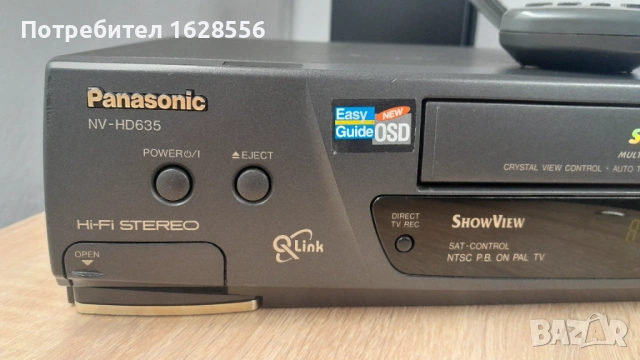 Потребител 1628556
Panasonic
NV-HD635
POWER ⏻/I
▲EJECT
Hi-Fi STEREO
OPEN
Q Link
Easy
Guide
NEW
OSD
CRYSTAL VIEW CONTROL • AUTO
DIRECT
TV REC
SHOWVIEW
SAT-CONTROL
NTSC P.B. ON PAL TV
BAZAR